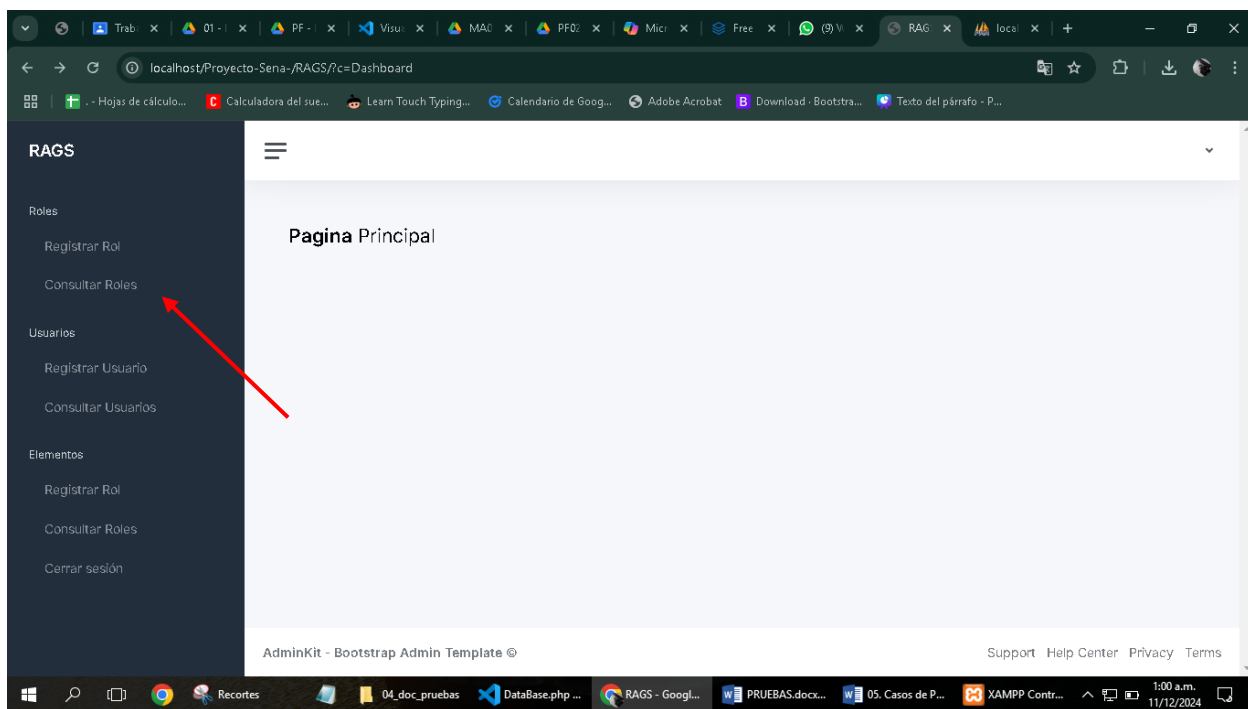 Trab
01 - I
PF - I
Visua
MAD
PF02
Micr
Free
(9) W
RAG
local
localhost/Proyecto-Sena-/RAGS/?c=Dashboard
. - Hojas de cálculo...
Calculadora del sue...
Learn Touch Typing...
Calendario de Goog...
Adobe Acrobat
Download · Bootstra...
Texto del párrafo - P...
RAGS
Roles
Registrar Rol
Pagina Principal
Consultar Roles
Usuarios
Registrar Usuario
Consultar Usuarios
Elementos
Registrar Rol
Consultar Roles
Cerrar sesión
AdminKit - Bootstrap Admin Template ©
Support Help Center Privacy Terms
Recortes
04_doc_pruebas
DataBase.php ...
RAGS - Googl...
PRUEBAS.docx...
05. Casos de P...
XAMPP Contr...
1:00 a.m.
11/12/2024